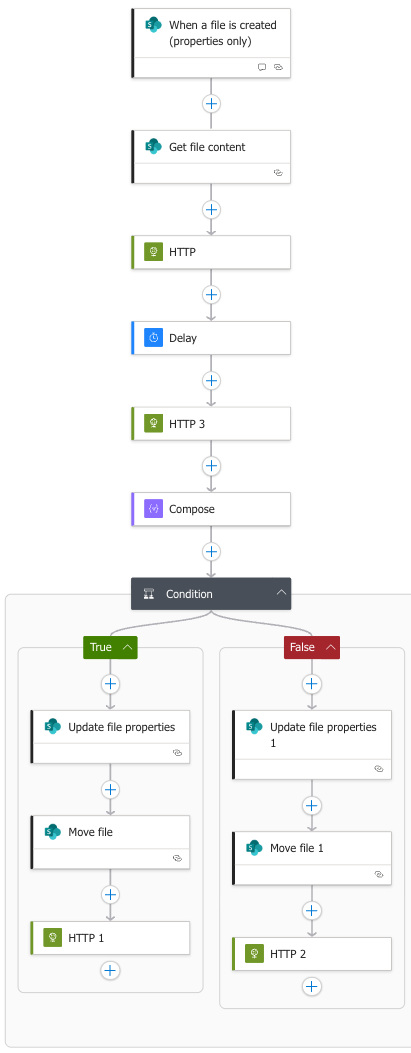 When a file is created
(properties only)
Get file content
HTTP
Delay
HTTP 3
Compose
Condition
True
Update file properties
Move file
HTTP 1
False
Update file properties
1
Move file 1
HTTP 2